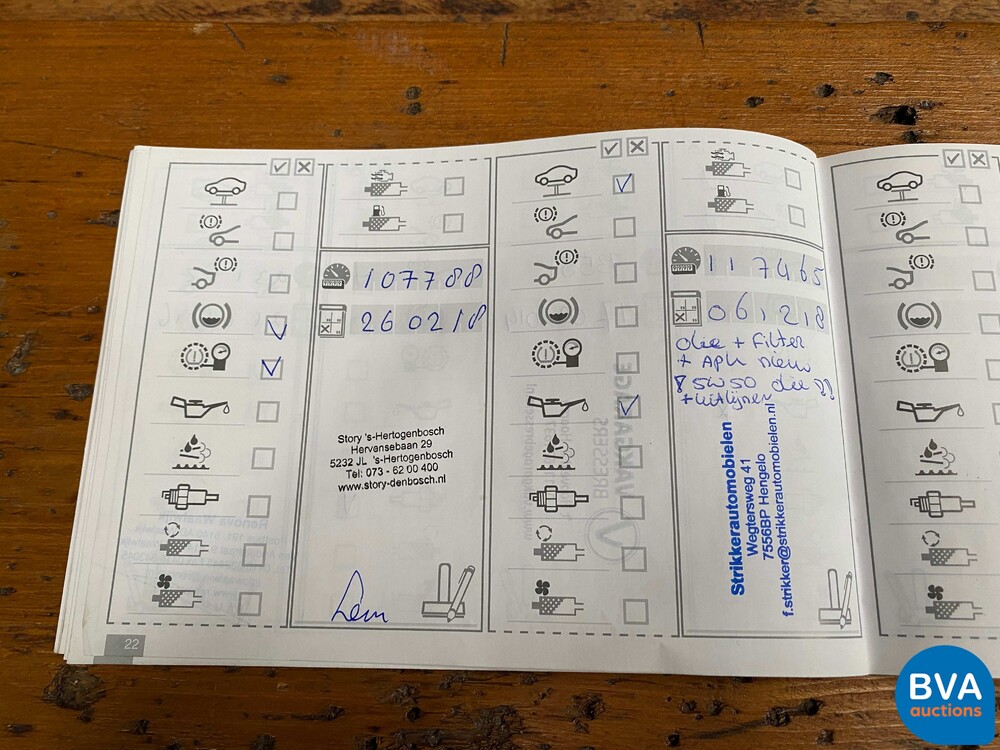 107788
260218
Story 's-Hertogenbosch
Hervensebaan 29
5232 JL 's-Hertogenbosch
Tel: 073 - 62 00 400
www.story-denbosch.nl
22
117465
061218
olie + Filter
+ Apk nieuw
5W50 olie
+ uitlijnen
Strikkerautomobielen
Wegtersweg 41
7556BP Hengelo
f.strikker@strikkerautomobielen.nl
BVA
auctions